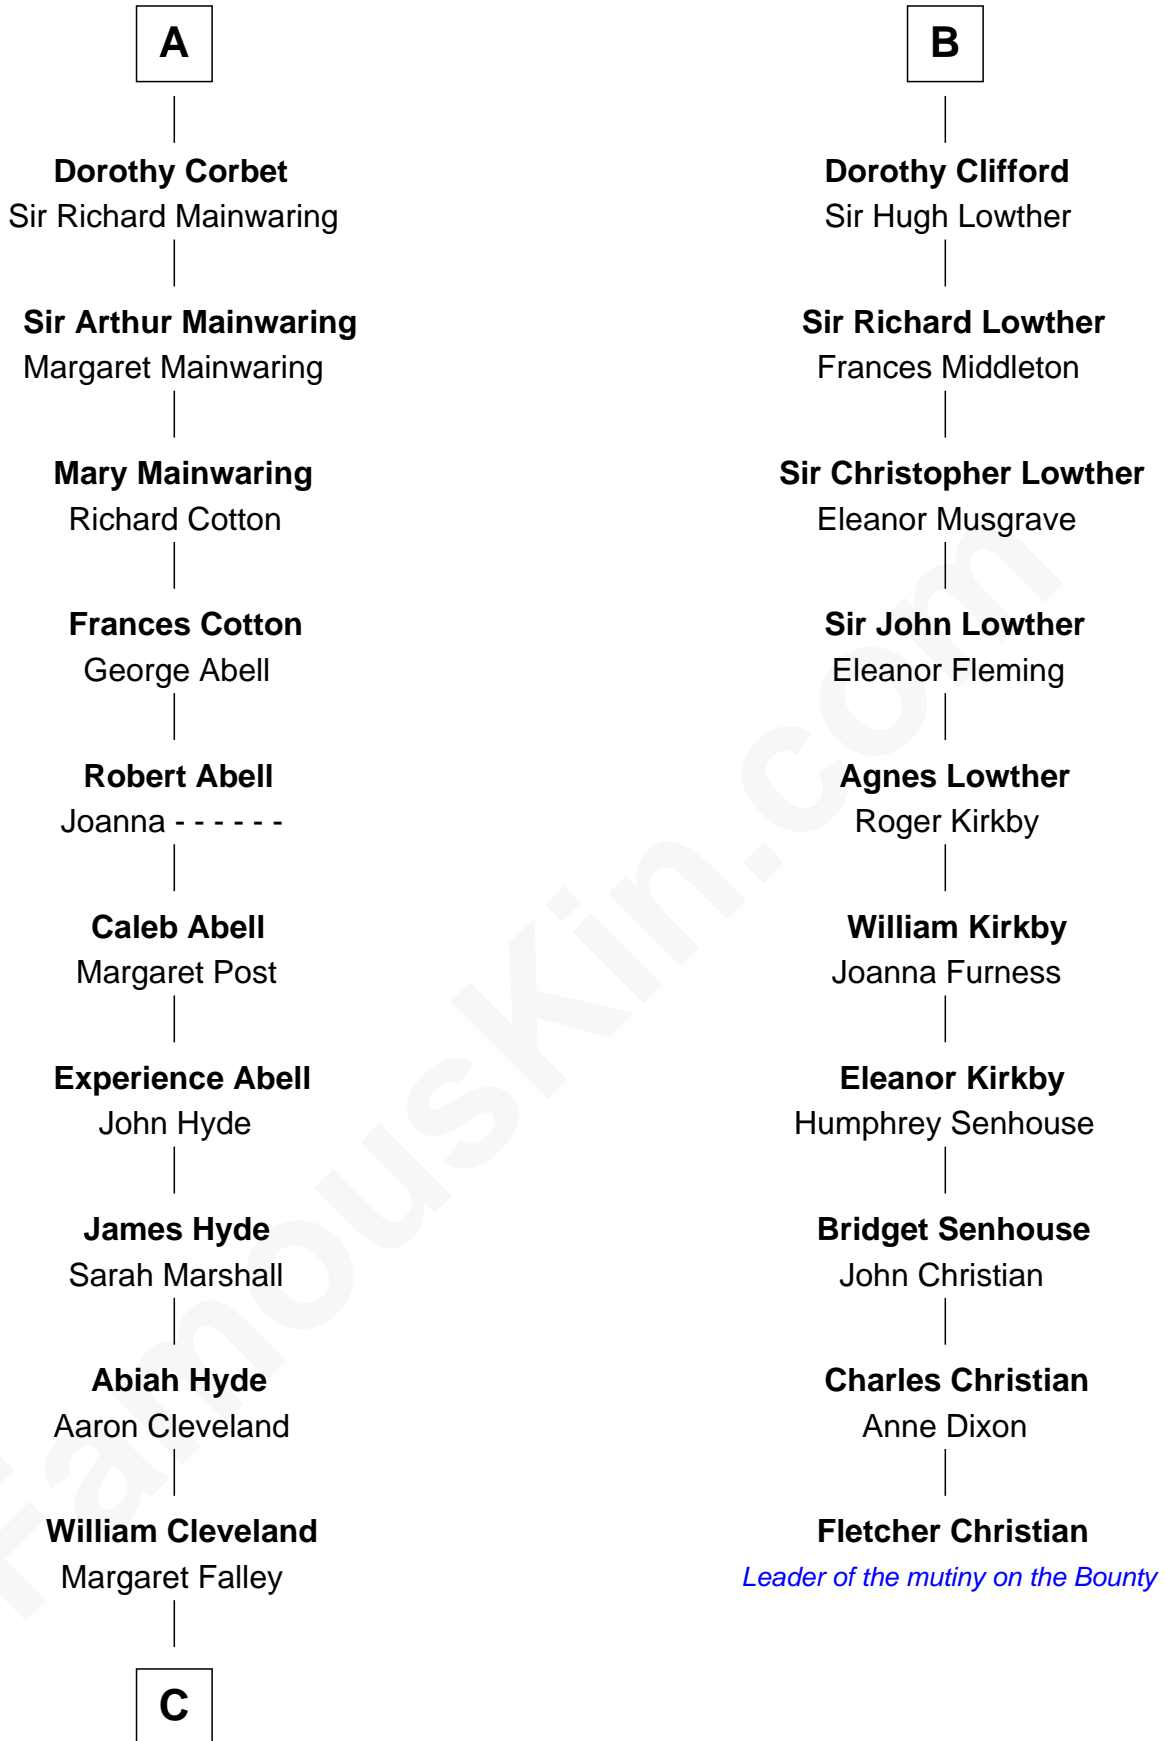 A
Dorothy Corbet
Sir Richard Mainwaring
Sir Arthur Mainwaring
Margaret Mainwaring
Mary Mainwaring
Richard Cotton
Frances Cotton
George Abell
Robert Abell
Joanna - - - - - -
Caleb Abell
Margaret Post
Experience Abell
John Hyde
James Hyde
Sarah Marshall
Abiah Hyde
Aaron Cleveland
William Cleveland
Margaret Falley
C
B
Dorothy Clifford
Sir Hugh Lowther
Sir Richard Lowther
Frances Middleton
Sir Christopher Lowther
Eleanor Musgrave
Sir John Lowther
Eleanor Fleming
Agnes Lowther
Roger Kirkby
William Kirkby
Joanna Furness
Eleanor Kirkby
Humphrey Senhouse
Bridget Senhouse
John Christian
Charles Christian
Anne Dixon
Fletcher Christian
Leader of the mutiny on the Bounty
FamousKin.com